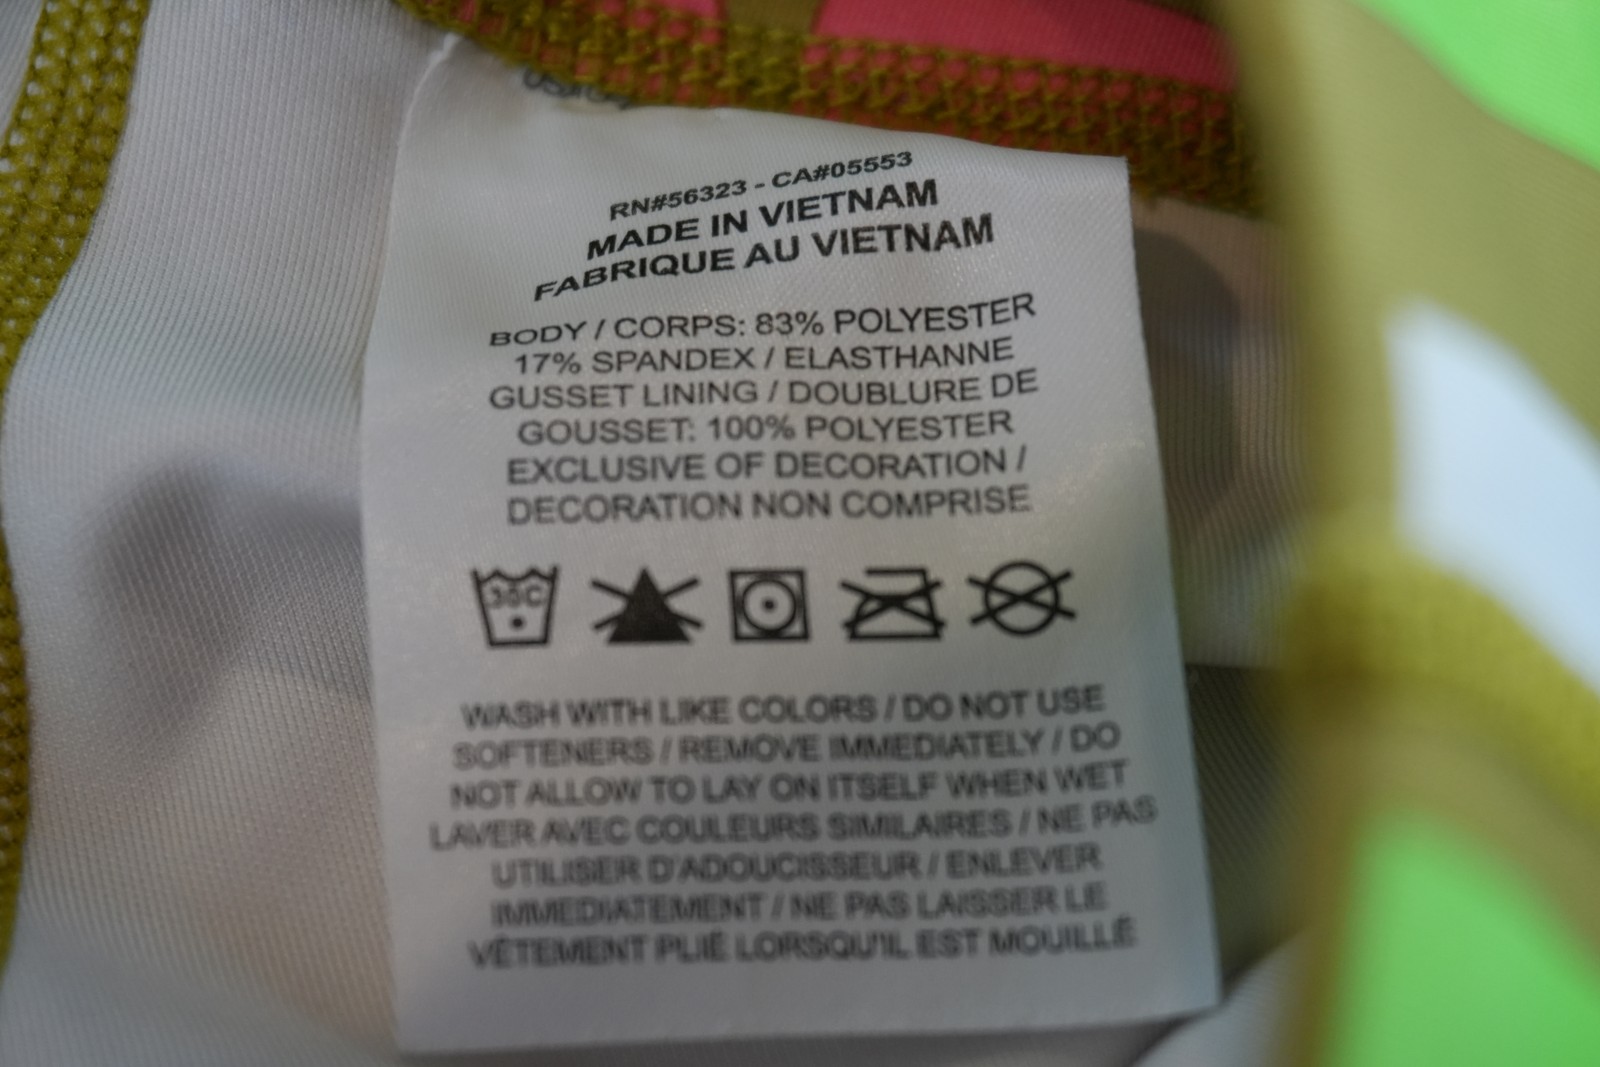 RN#56323 - CA#05553
MADE IN VIETNAM
FABRIQUE AU VIETNAM
BODY / CORPS: 83% POLYESTER
17% SPANDEX / ELASTHANNE
GUSSET LINING / DOUBLURE DE
GOUSSET: 100% POLYESTER
EXCLUSIVE OF DECORATION /
DECORATION NON COMPRISE
30C
WASH WITH LIKE COLORS / DO NOT USE
SOFTENERS / REMOVE IMMEDIATELY / DO
NOT ALLOW TO LAY ON ITSELF WHEN WET
LAVER AVEC COULEURS SIMILAIRES / NE PAS
UTILISER D'ADOUCISSEUR / ENLEVER
IMMEDIATEMENT / NE PAS LAISSER LE
VÊTEMENT PLIÉ LORSQU'IL EST MOUILLÉ